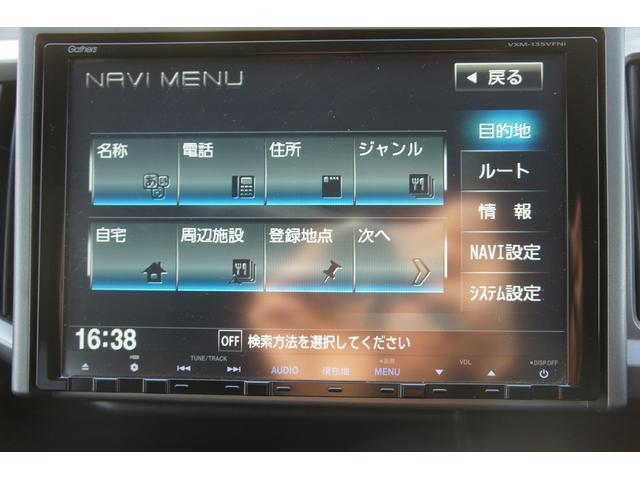 Gathers
VXM-135VFNi
NAVI MENU
戻る
名称
電話
住所
ジャンル
目的地
ルート
情 報
NAVI設定
システム設定
自宅
周辺施設
登録地点
次へ
16:38
OFF 検索方法を選択してください
TUNE/TRACK
AUDIO
現在地
画面
MENU
VOL
DISP.OFF